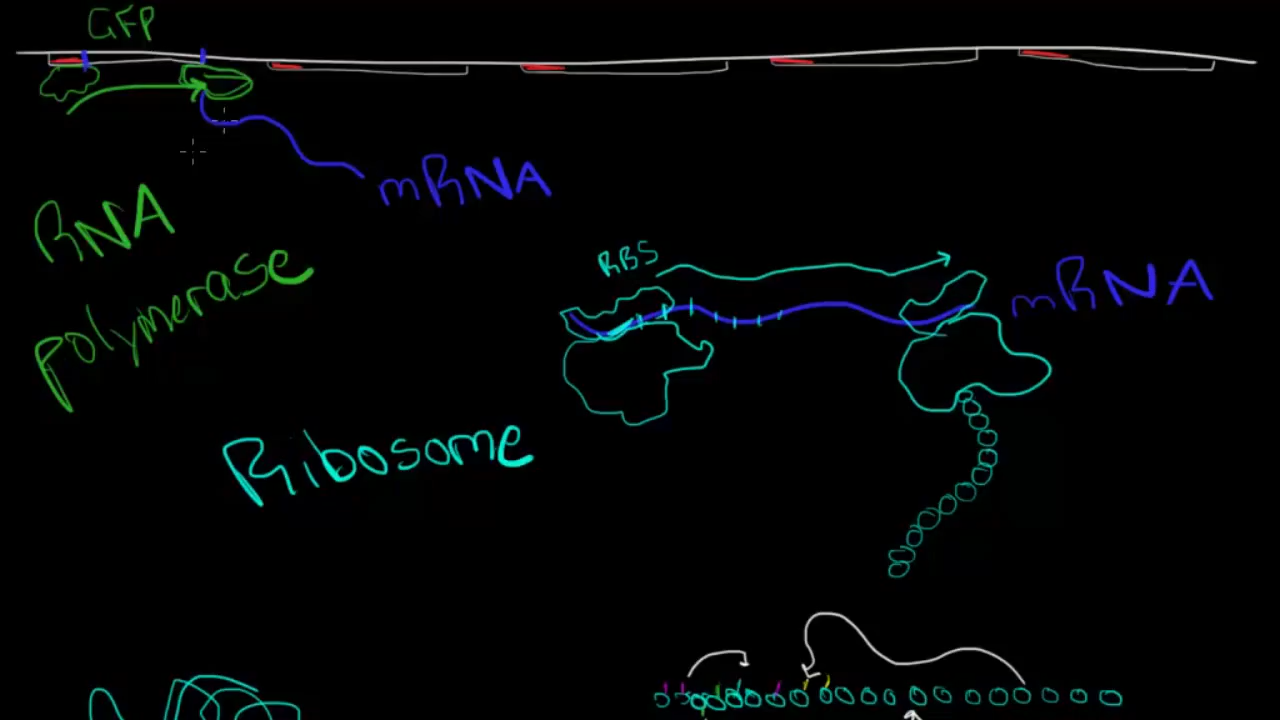 GFP
mRNA
RNA
polymerase
RBS
mRNA
Ribosome